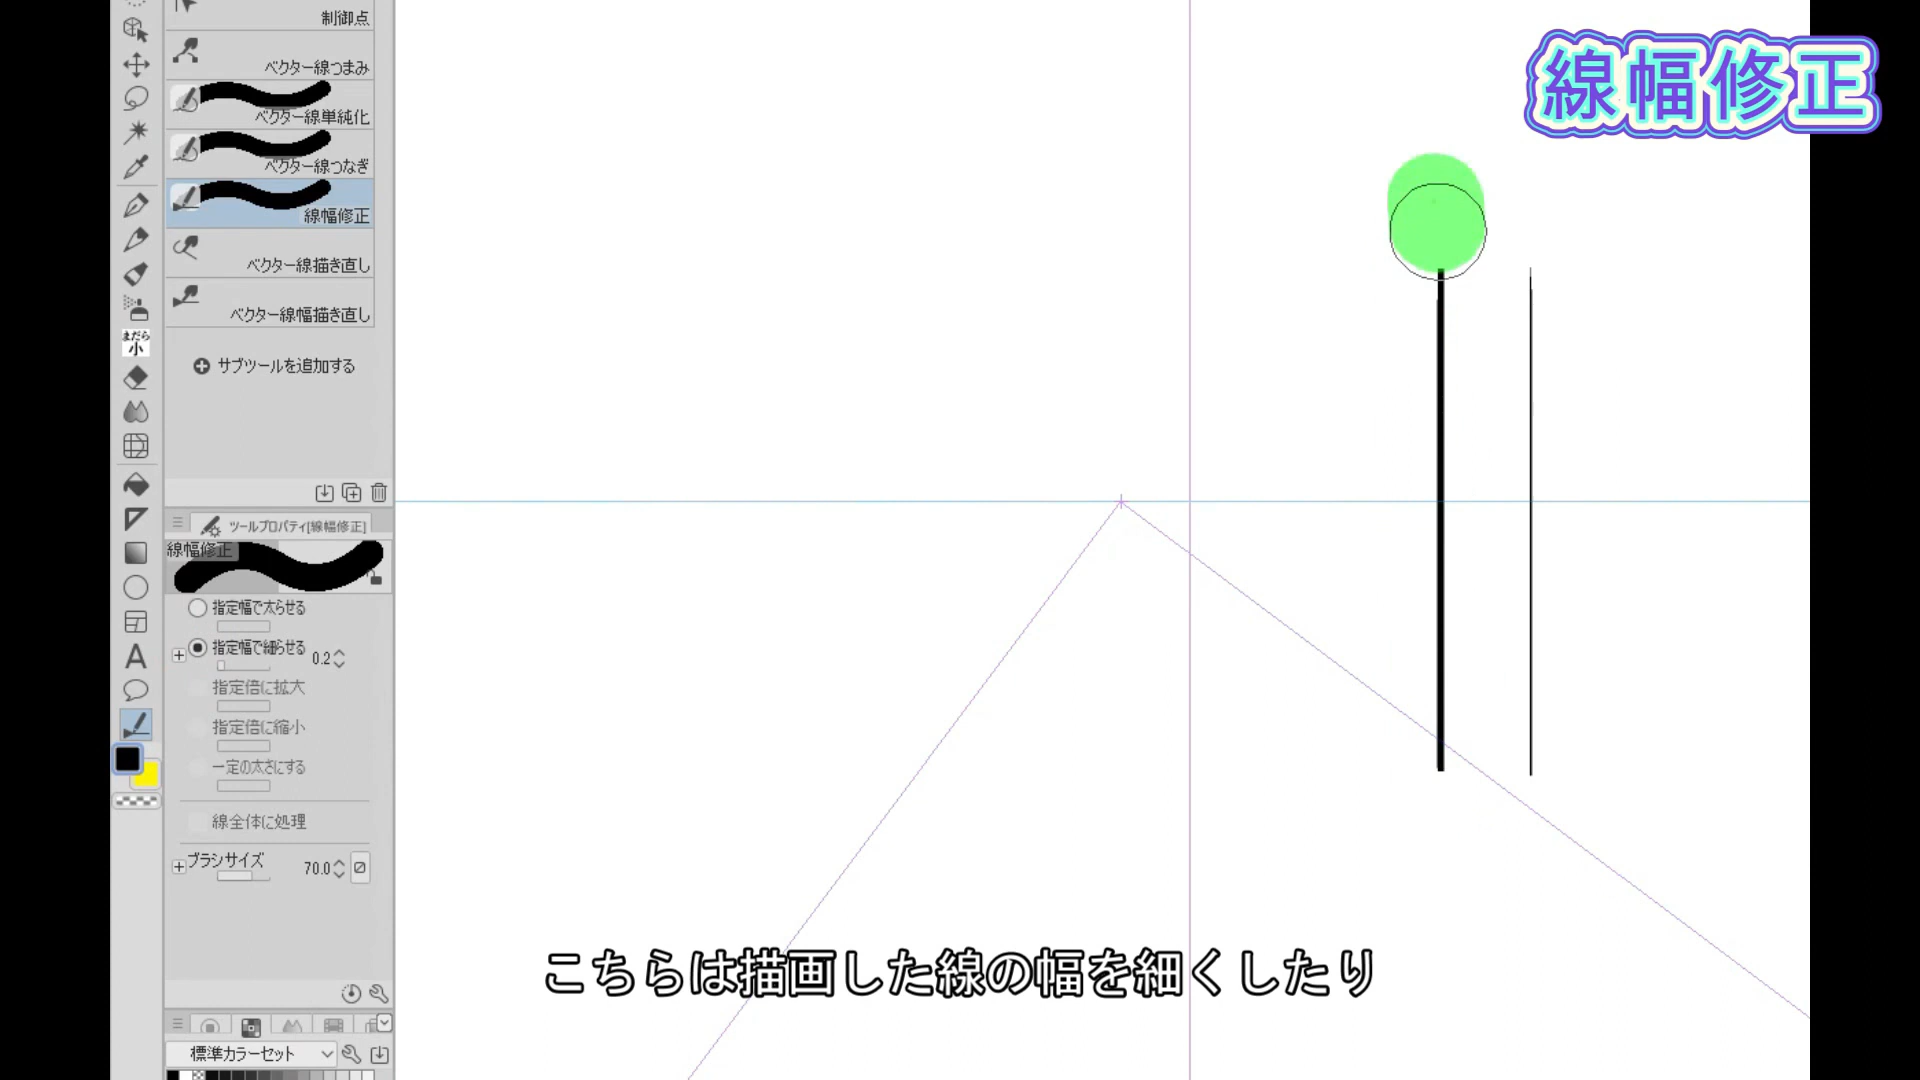 制御点
ベクター線つまみ
ベクター線単純化
ベクター線つなぎ
線幅修正
ベクター線描き直し
ベクター線幅描き直し
サブツールを追加する
まだら
小
A
ツールプロパティ[線幅修正]
線幅修正
指定幅で太らせる
指定幅で細らせる 0.2
指定倍に拡大
指定倍に縮小
一定の太さにする
線全体に処理
ブラシサイズ 70.0
標準カラーセット
線幅修正
こちらは描画した線の幅を細くしたり